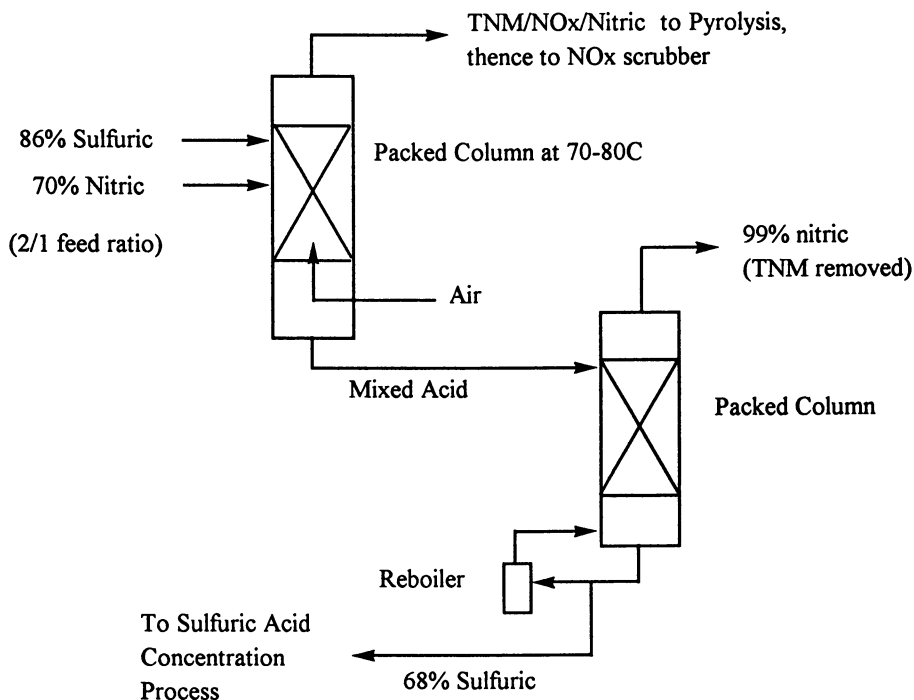 TNM/NOx/Nitric to Pyrolysis,
thence to NOx scrubber
86% Sulfuric
70% Nitric
(2/1 feed ratio)
Packed Column at 70-80C
Air
99% nitric
(TNM removed)
Mixed Acid
Packed Column
Reboiler
To Sulfuric Acid
Concentration
Process
68% Sulfuric